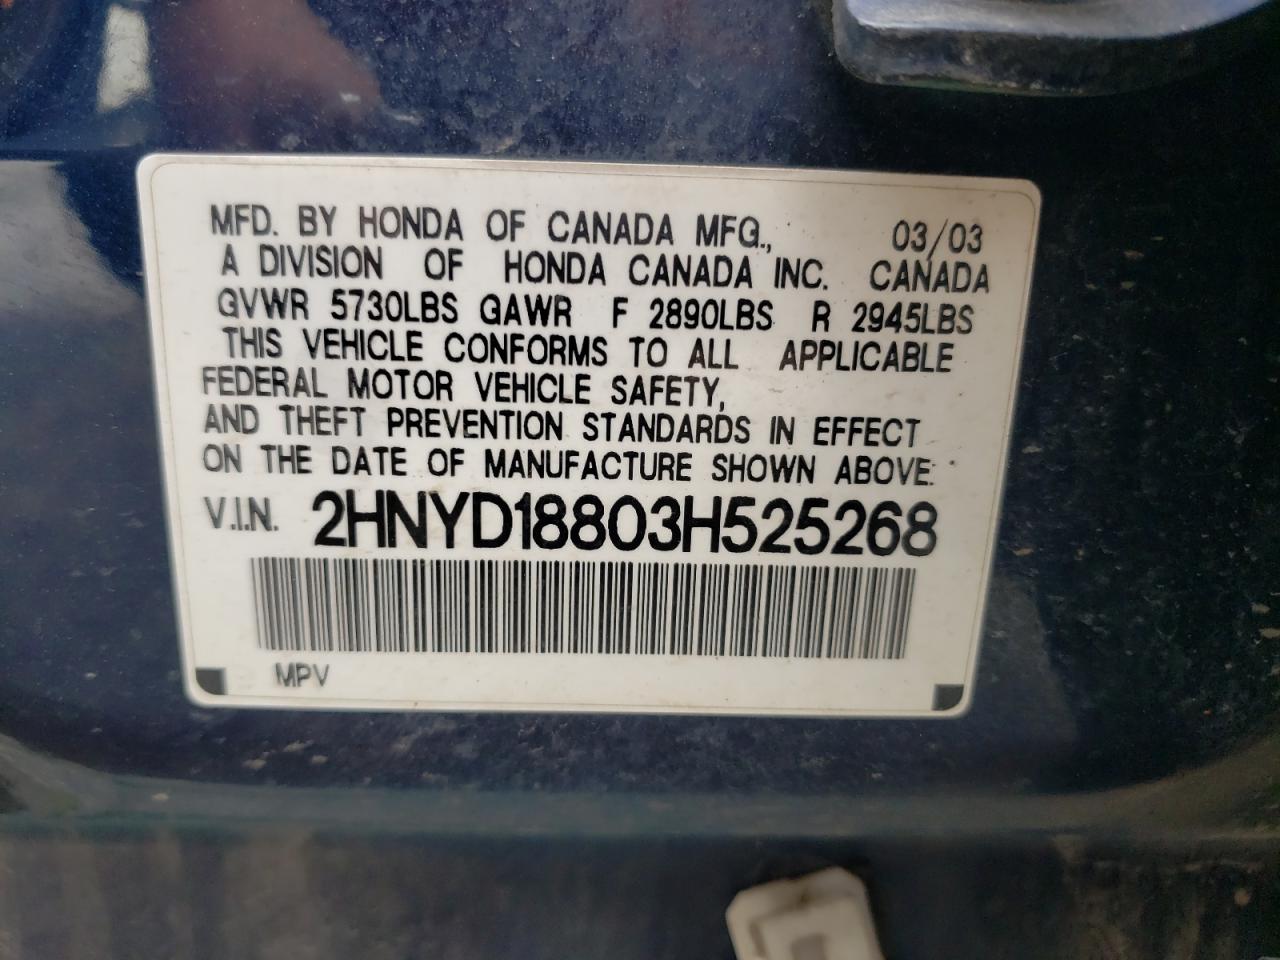 MFD. BY HONDA OF CANADA MFG., 03/03
A DIVISION OF HONDA CANADA INC. CANADA
GVWR 5730LBS GAWR F 2890LBS R 2945LBS
THIS VEHICLE CONFORMS TO ALL APPLICABLE
FEDERAL MOTOR VEHICLE SAFETY,
AND THEFT PREVENTION STANDARDS IN EFFECT
ON THE DATE OF MANUFACTURE SHOWN ABOVE.
V.I.N. 2HNYD18803H525268
MPV